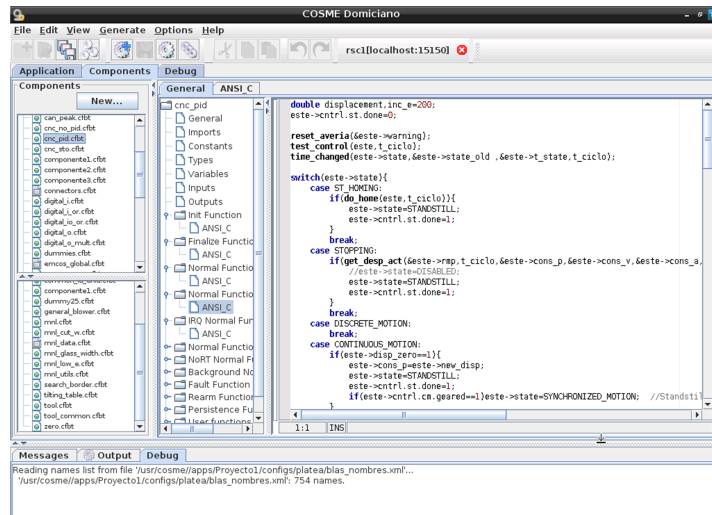 COSME Domiciano
File Edit View Generate Options Help
rsc1[localhost:15150]
Application Components Debug
Components
New...
can_peak.cfbt
cnc_no_pid.cfbt
cnc_pid.cfbt
cnc_sto.cfbt
componente1.cfbt
componente2.cfbt
componente3.cfbt
connectors.cfbt
digital_i.cfbt
digital_i_or.cfbt
digital_io_or.cfbt
digital_o.cfbt
digital_o_mult.cfbt
dummies.cfbt
emcos_global.cfbt
componente1.cfbt
dummy25.cfbt
general_blower.cfbt
mnl.cfbt
mnl_cut_w.cfbt
mnl_data.cfbt
mnl_glass_width.cfbt
mnl_low_e.cfbt
mnl_utils.cfbt
search_border.cfbt
tilting_table.cfbt
tool.cfbt
tool_common.cfbt
zero.cfbt
General ANSI_C
cnc_pid
General
Imports
Constants
Types
Variables
Inputs
Outputs
Init Function
ANSI_C
Finalize Functio
ANSI_C
Normal Functio
ANSI_C
Normal Functio
ANSI_C
IRQ Normal Fur
ANSI_C
Normal Functio
NoRT Normal F
Background No
Fault Function
Rearm Function
Persistence Fu
User functions
double displacement,inc_e=200;
este->cntrl.st.done=0;
reset_averia(&este->warning);
test_control(este,t_ciclo);
time_changed(este->state,&este->state_old ,&este->t_state,t_ciclo);
switch(este->state){
case ST_HOMING:
if(do_home(este,t_ciclo)){
este->state=STANDSTILL;
este->cntrl.st.done=1;
}
break;
case STOPPING:
if(get_desp_act(&este->rmp,t_ciclo,&este->cons_p,&este->cons_v,&este->cons_a,
//este->state=DISABLED;
este->state=STANDSTILL;
este->cntrl.st.done=1;
}
break;
case DISCRETE_MOTION:
break;
case CONTINUOUS_MOTION:
if(este->disp_zero==1){
este->cons_p=este->new_disp;
este->state=STANDSTILL;
este->cntrl.st.done=1;
if(este->cntrl.cm.geared==1)este->state=SYNCHRONIZED_MOTION; //Standstil
}
1:1 INS
Messages Output Debug
Reading names list from file '/usr/cosme//apps/Proyecto1/configs/platea/blas_nombres.xml'...
'/usr/cosme//apps/Proyecto1/configs/platea/blas_nombres.xml': 754 names.